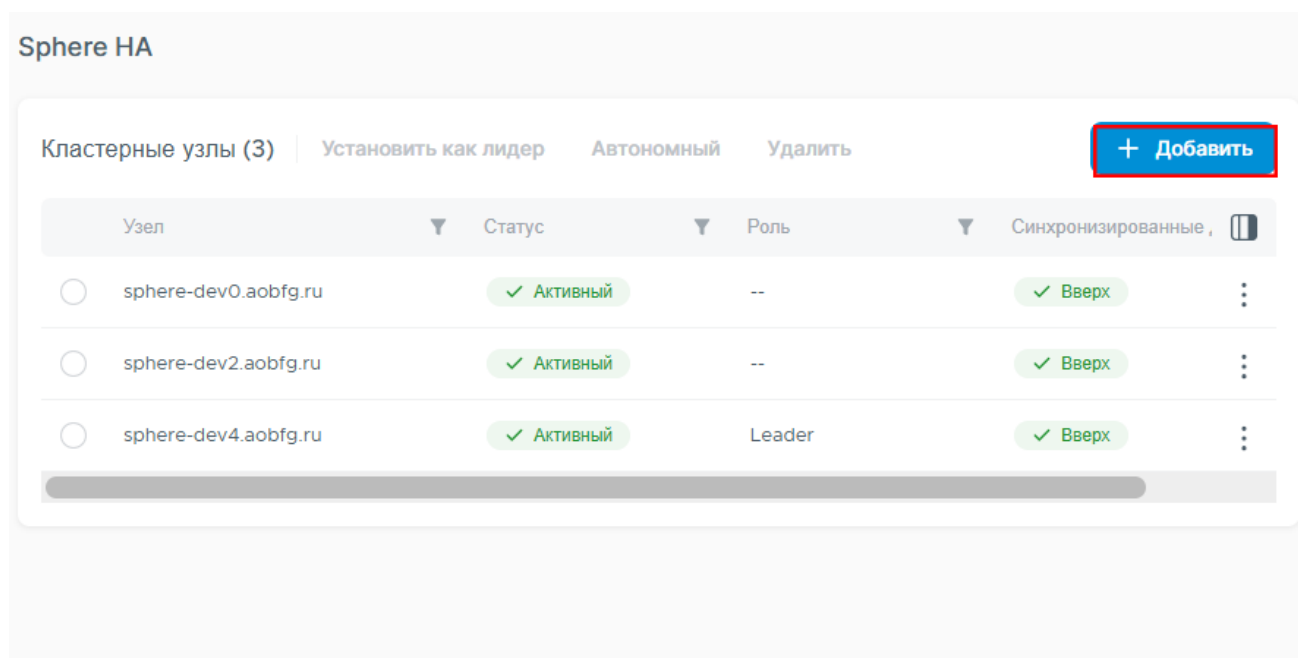 Sphere HA
Кластерные узлы (3) Установить как лидер Автономный Удалить + Добавить
Узел Статус Роль Синхронизированные
sphere-dev0.aobfg.ru Активный -- Вверх
sphere-dev2.aobfg.ru Активный -- Вверх
sphere-dev4.aobfg.ru Активный Leader Вверх